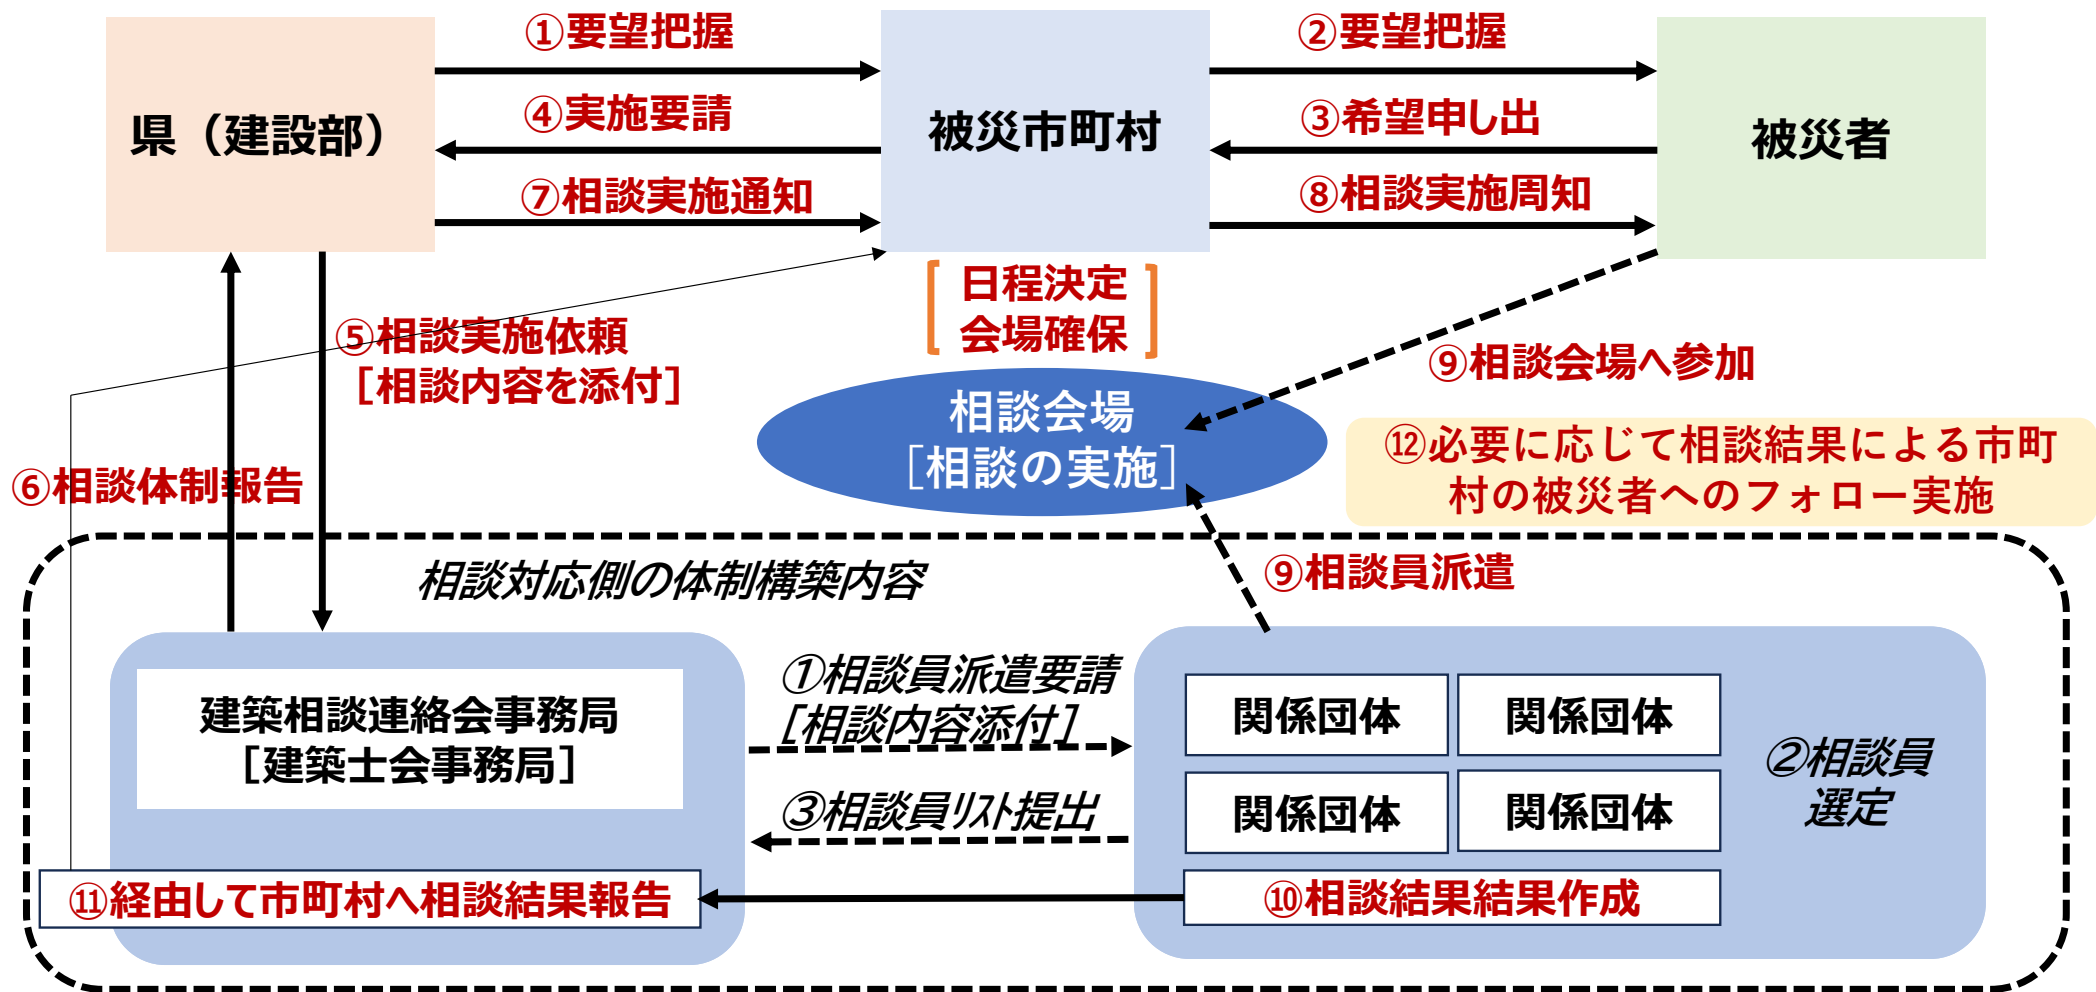 ①要望把握
②要望把握
県（建設部）
被災市町村
被災者
④実施要請
③希望申し出
⑦相談実施通知
⑧相談実施周知
日程決定
会場確保
⑤相談実施依頼
［相談内容を添付］
⑨相談会場へ参加
相談会場
［相談の実施］
⑫必要に応じて相談結果による市町
村の被災者へのフォロー実施
⑥相談体制報告
相談対応側の体制構築内容
⑨相談員派遣
建築相談連絡会事務局
［建築士会事務局］
①相談員派遣要請
［相談内容添付］
関係団体
関係団体
②相談員
選定
③相談員リスト提出
関係団体
関係団体
⑪経由して市町村へ相談結果報告
⑩相談結果結果作成